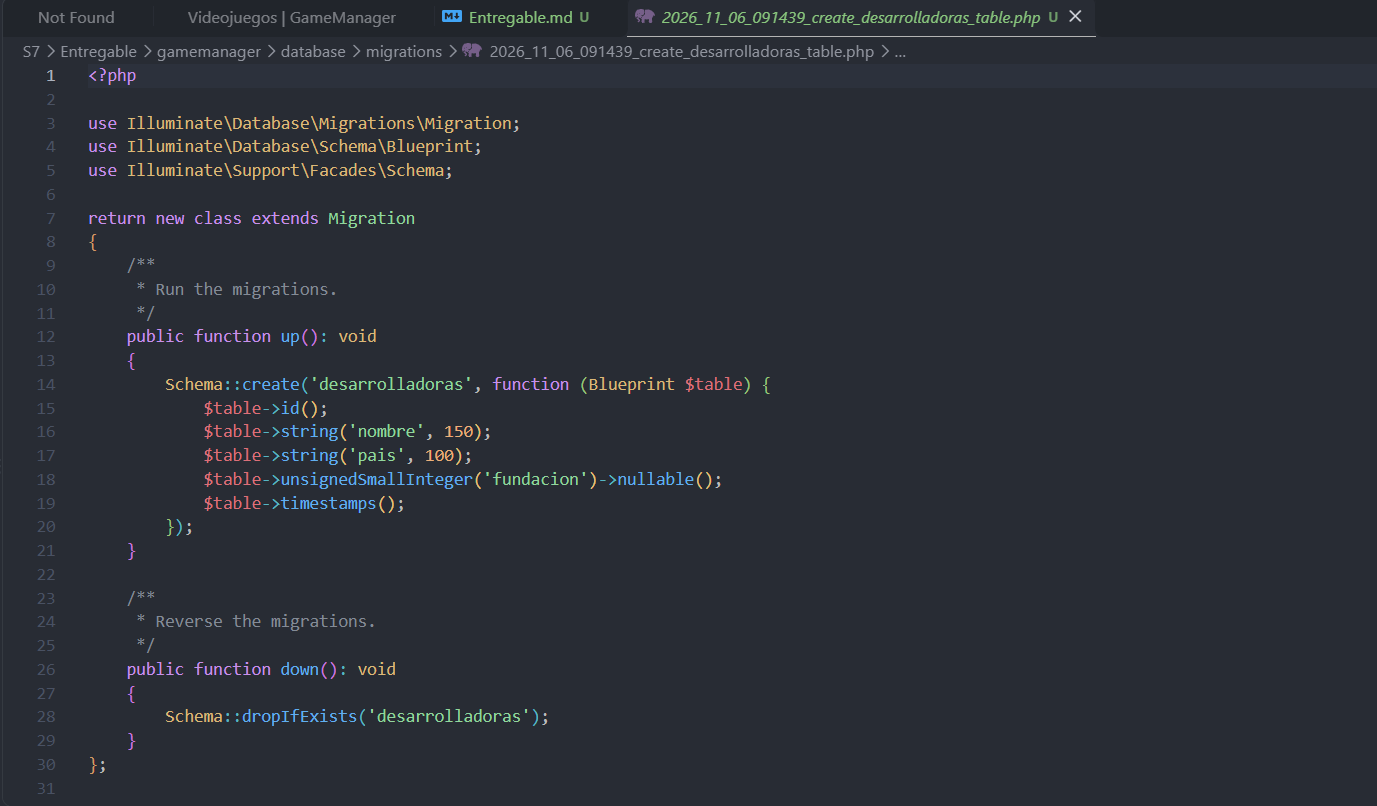 Not Found Videojuegos | GameManager Entregable.md U 2026_11_06_091439_create_desarrolladoras_table.php U
S7 > Entregable > gamemanager > database > migrations > 2026_11_06_091439_create_desarrolladoras_table.php > ...
1 <?php
2
3 use Illuminate\Database\Migrations\Migration;
4 use Illuminate\Database\Schema\Blueprint;
5 use Illuminate\Support\Facades\Schema;
6
7 return new class extends Migration
8 {
9     /**
10      * Run the migrations.
11      */
12     public function up(): void
13     {
14         Schema::create('desarrolladoras', function (Blueprint $table) {
15             $table->id();
16             $table->string('nombre', 150);
17             $table->string('pais', 100);
18             $table->unsignedSmallInteger('fundacion')->nullable();
19             $table->timestamps();
20         });
21     }
22
23     /**
24      * Reverse the migrations.
25      */
26     public function down(): void
27     {
28         Schema::dropIfExists('desarrolladoras');
29     }
30 };
31